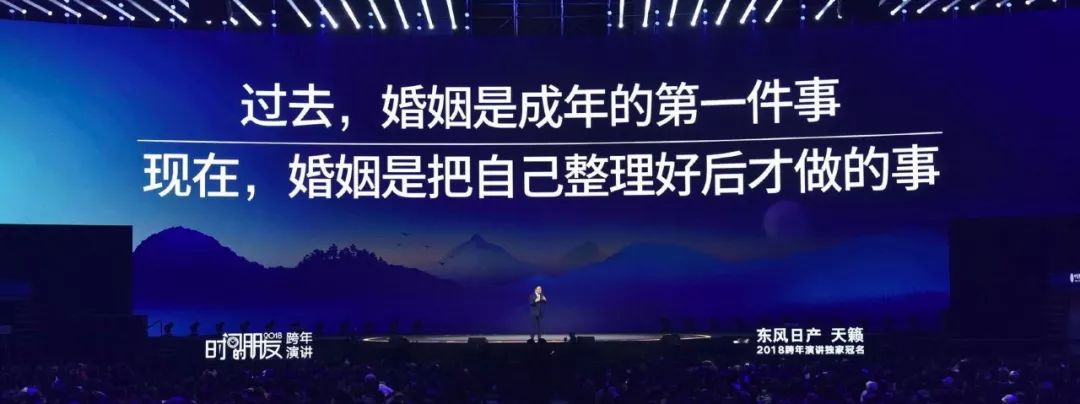 过去，婚姻是成年的第一件事
现在，婚姻是把自己整理好后才做的事
时间的朋友 2018 跨年演讲
东风日产 天籁
2018跨年演讲独家冠名